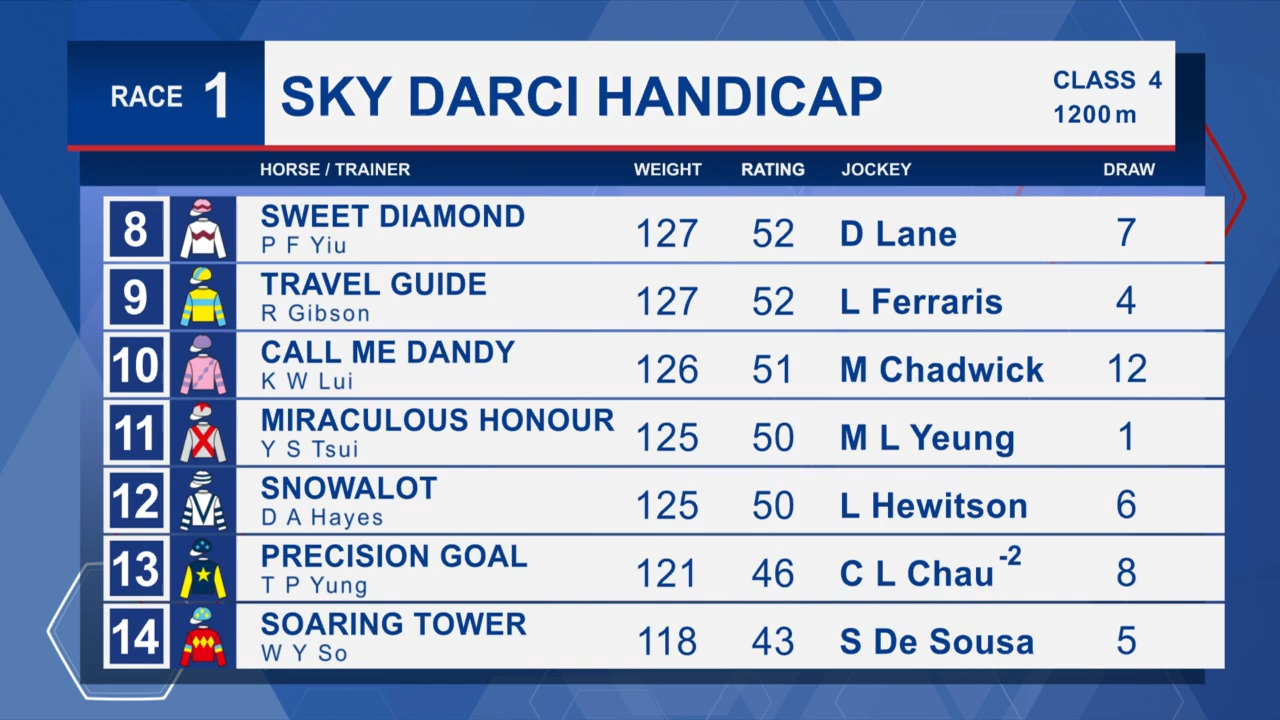 RACE 1 SKY DARCI HANDICAP CLASS 4
1200m
HORSE / TRAINER WEIGHT RATING JOCKEY DRAW
8 SWEET DIAMOND 127 52 D Lane 7
P F Yiu
9 TRAVEL GUIDE 127 52 L Ferraris 4
R Gibson
10 CALL ME DANDY 126 51 M Chadwick 12
K W Lui
11 MIRACULOUS HONOUR 125 50 M L Yeung 1
Y S Tsui
12 SNOWALOT 125 50 L Hewitson 6
D A Hayes
13 PRECISION GOAL 121 46 C L Chau -2 8
T P Yung
14 SOARING TOWER 118 43 S De Sousa 5
W Y So